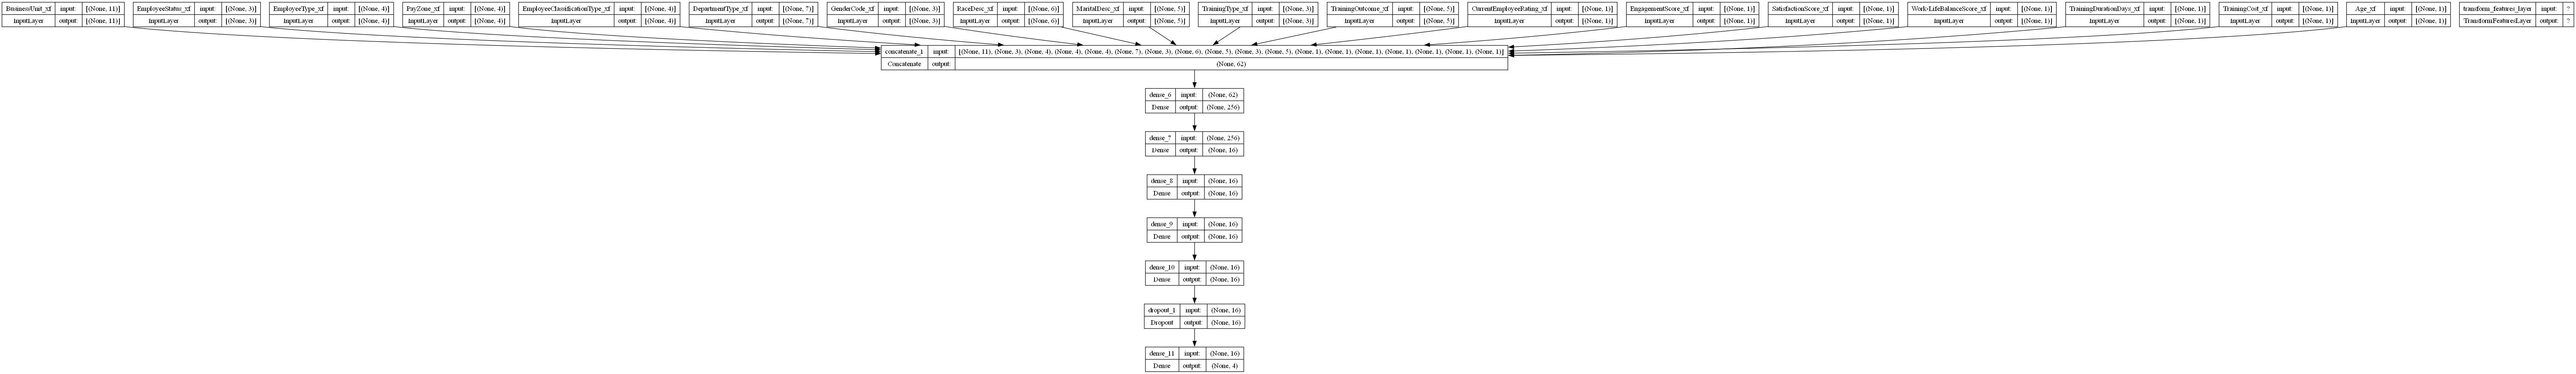 BusinessUnit_xf input: [(None, 11)]
InputLayer output: [(None, 11)]
EmployeeStatus_xf input: [(None, 3)]
InputLayer output: [(None, 3)]
EmployeeType_xf input: [(None, 4)]
InputLayer output: [(None, 4)]
PayZone_xf input: [(None, 4)]
InputLayer output: [(None, 4)]
EmployeeClassificationType_xf input: [(None, 4)]
InputLayer output: [(None, 4)]
DepartmentType_xf input: [(None, 7)]
InputLayer output: [(None, 7)]
GenderCode_xf input: [(None, 3)]
InputLayer output: [(None, 3)]
RaceDesc_xf input: [(None, 6)]
InputLayer output: [(None, 6)]
MaritalDesc_xf input: [(None, 5)]
InputLayer output: [(None, 5)]
TrainingType_xf input: [(None, 3)]
InputLayer output: [(None, 3)]
TrainingOutcome_xf input: [(None, 5)]
InputLayer output: [(None, 5)]
CurrentEmployeeRating_xf input: [(None, 1)]
InputLayer output: [(None, 1)]
EngagementScore_xf input: [(None, 1)]
InputLayer output: [(None, 1)]
SatisfactionScore_xf input: [(None, 1)]
InputLayer output: [(None, 1)]
Work-LifeBalanceScore_xf input: [(None, 1)]
InputLayer output: [(None, 1)]
TrainingDurationDays_xf input: [(None, 1)]
InputLayer output: [(None, 1)]
TrainingCost_xf input: [(None, 1)]
InputLayer output: [(None, 1)]
Age_xf input: [(None, 1)]
InputLayer output: [(None, 1)]
transform_features_layer input: ?
TransformFeaturesLayer output: ?
concatenate_1 input: [(None, 11), (None, 3), (None, 4), (None, 4), (None, 4), (None, 7), (None, 3), (None, 6), (None, 5), (None, 3), (None, 5), (None, 1), (None, 1), (None, 1), (None, 1), (None, 1), (None, 1), (None, 1)]
Concatenate output: (None, 62)
dense_6 input: (None, 62)
Dense output: (None, 256)
dense_7 input: (None, 256)
Dense output: (None, 16)
dense_8 input: (None, 16)
Dense output: (None, 16)
dense_9 input: (None, 16)
Dense output: (None, 16)
dense_10 input: (None, 16)
Dense output: (None, 16)
dropout_1 input: (None, 16)
Dropout output: (None, 16)
dense_11 input: (None, 16)
Dense output: (None, 4)